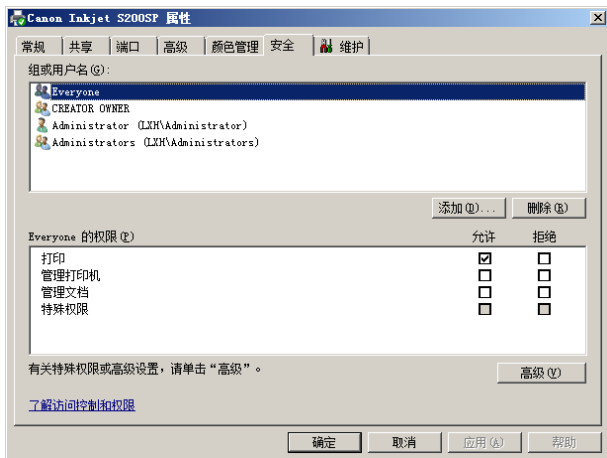 Canon Inkjet S200SP 属性
常规 共享 端口 高级 颜色管理 安全 维护
组或用户名(G):
Everyone
CREATOR OWNER
Administrator (LXH\Administrator)
Administrators (LXH\Administrators)
添加(D)... 删除(R)
Everyone 的权限(P) 允许 拒绝
打印
管理打印机
管理文档
特殊权限
有关特殊权限或高级设置，请单击“高级”。
高级(V)
了解访问控制和权限
确定 取消 应用(A) 帮助